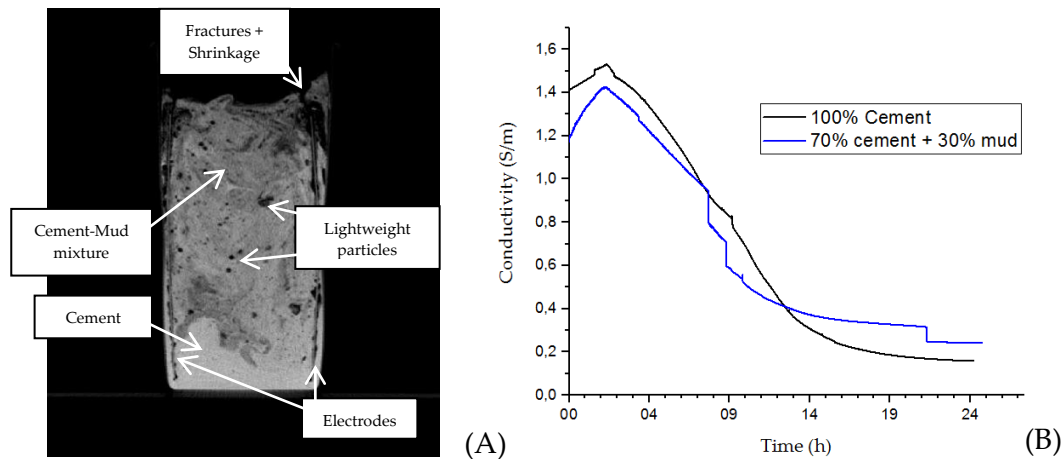 Fractures +
Shrinkage
Cement-Mud
mixture
Lightweight
particles
Cement
Electrodes
(A)
1,6
1,4
1,2
1,0
0,8
0,6
0,4
0,2
0,0
Conductivity (S/m)
100% Cement
70% cement + 30% mud
00
04
09
14
19
24
Time (h)
(B)